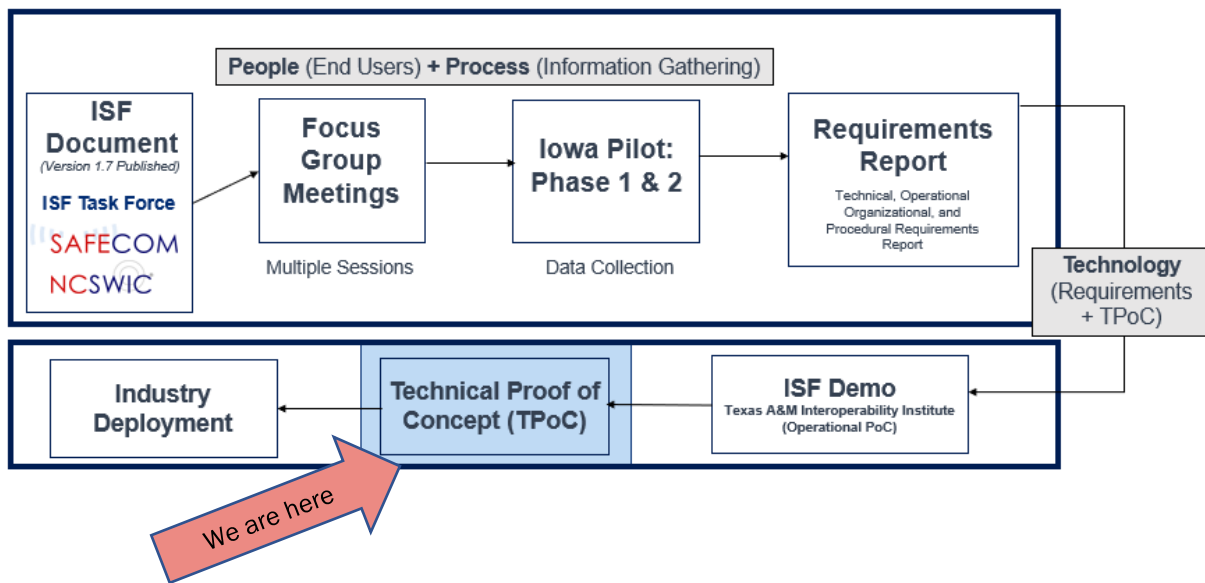 People (End Users) + Process (Information Gathering)
ISF
Document
(Version 1.7 Published)
ISF Task Force
SAFECOM
NCSWIC
Focus
Group
Meetings
Multiple Sessions
Iowa Pilot:
Phase 1 & 2
Data Collection
Requirements
Report
Technical, Operational
Organizational, and
Procedural Requirements
Report
Technology
(Requirements
+ TPoC)
Industry
Deployment
Technical Proof of
Concept (TPoC)
ISF Demo
Texas A&M Interoperability Institute
(Operational PoC)
We are here